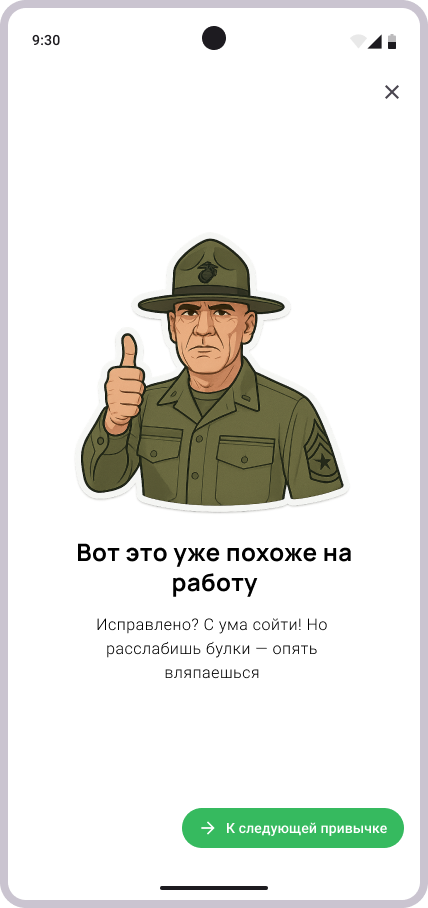 9:30
Вот это уже похоже на
работу
Исправлено? С ума сойти! Но
расслабишь булки — опять
вляпаешься
К следующей привычке